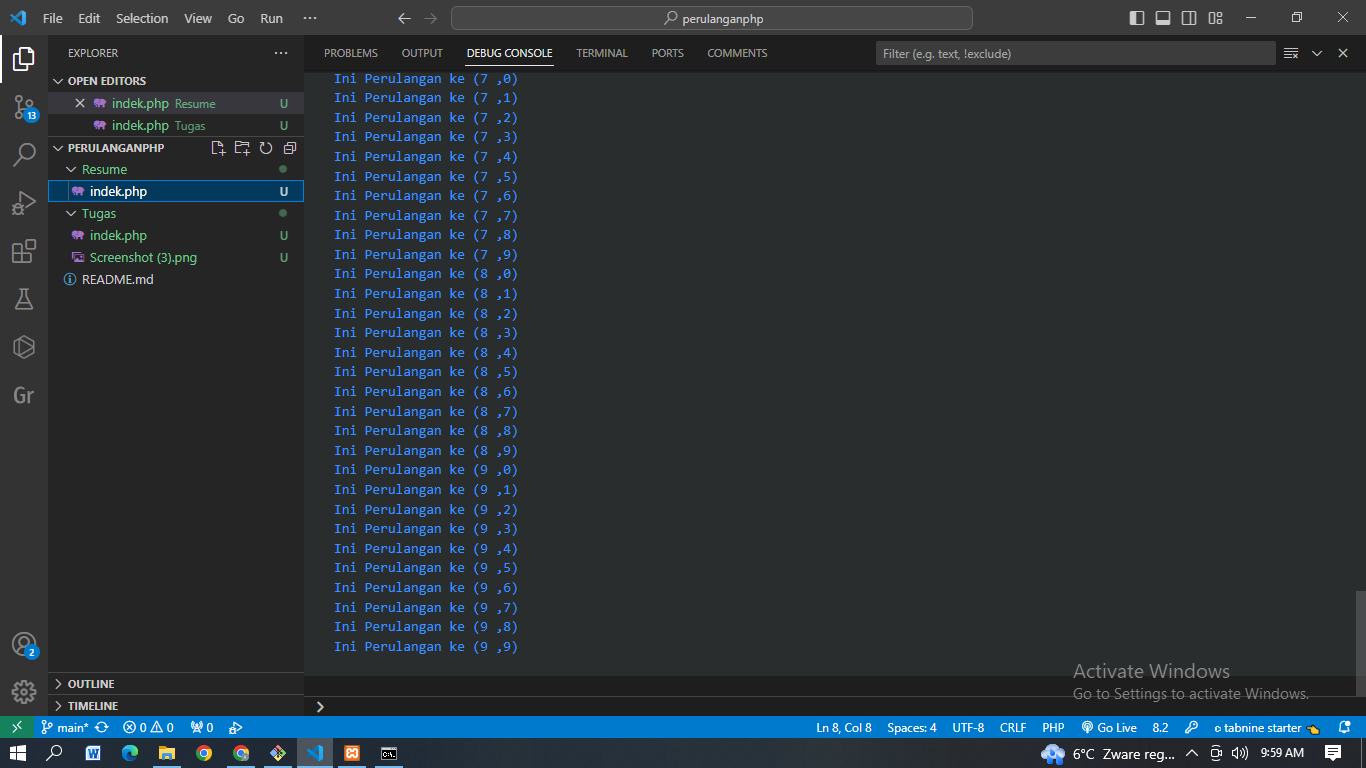 File Edit Selection View Go Run ··· perulanganphp
EXPLORER ···
OPEN EDITORS
indek.php Resume U
indek.php Tugas U
PERULANGANPHP
Resume
indek.php U
Tugas
indek.php U
Screenshot (3).png U
README.md
OUTLINE
TIMELINE
13
Gr
2
PROBLEMS OUTPUT DEBUG CONSOLE TERMINAL PORTS COMMENTS Filter (e.g. text, !exclude)
Ini Perulangan ke (7 ,0)
Ini Perulangan ke (7 ,1)
Ini Perulangan ke (7 ,2)
Ini Perulangan ke (7 ,3)
Ini Perulangan ke (7 ,4)
Ini Perulangan ke (7 ,5)
Ini Perulangan ke (7 ,6)
Ini Perulangan ke (7 ,7)
Ini Perulangan ke (7 ,8)
Ini Perulangan ke (7 ,9)
Ini Perulangan ke (8 ,0)
Ini Perulangan ke (8 ,1)
Ini Perulangan ke (8 ,2)
Ini Perulangan ke (8 ,3)
Ini Perulangan ke (8 ,4)
Ini Perulangan ke (8 ,5)
Ini Perulangan ke (8 ,6)
Ini Perulangan ke (8 ,7)
Ini Perulangan ke (8 ,8)
Ini Perulangan ke (8 ,9)
Ini Perulangan ke (9 ,0)
Ini Perulangan ke (9 ,1)
Ini Perulangan ke (9 ,2)
Ini Perulangan ke (9 ,3)
Ini Perulangan ke (9 ,4)
Ini Perulangan ke (9 ,5)
Ini Perulangan ke (9 ,6)
Ini Perulangan ke (9 ,7)
Ini Perulangan ke (9 ,8)
Ini Perulangan ke (9 ,9)
Activate Windows
Go to Settings to activate Windows.
main* 0 0 0 Ln 8, Col 8 Spaces: 4 UTF-8 CRLF PHP Go Live 8.2 tabnine starter
6°C Zware reg... 9:59 AM